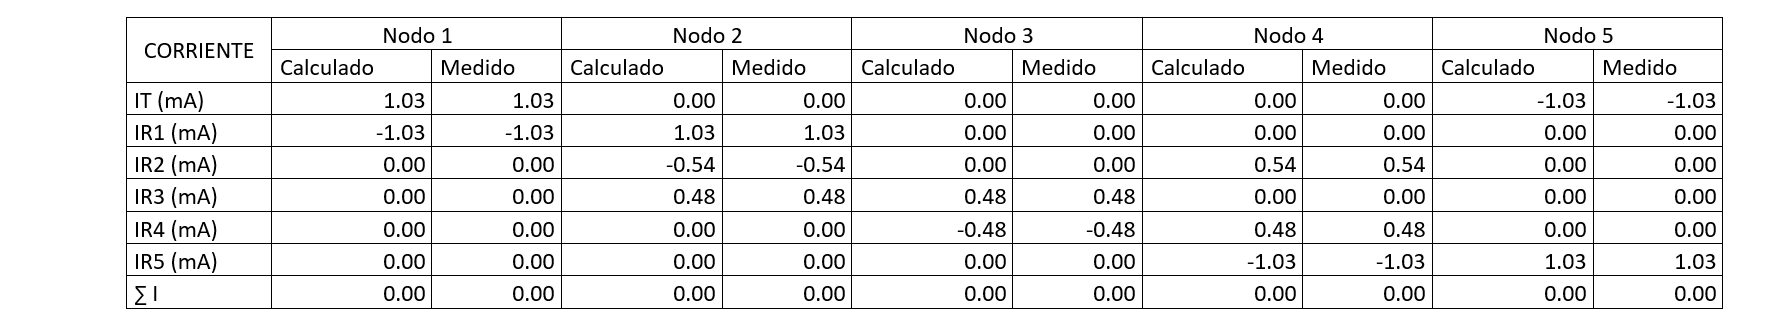 CORRIENTE Nodo 1 Nodo 2 Nodo 3 Nodo 4 Nodo 5
Calculado Medido Calculado Medido Calculado Medido Calculado Medido Calculado Medido
IT (mA) 1.03 1.03 0.00 0.00 0.00 0.00 0.00 0.00 -1.03 -1.03
IR1 (mA) -1.03 -1.03 1.03 1.03 0.00 0.00 0.00 0.00 0.00 0.00
IR2 (mA) 0.00 0.00 -0.54 -0.54 0.00 0.00 0.54 0.54 0.00 0.00
IR3 (mA) 0.00 0.00 0.48 0.48 0.48 0.48 0.00 0.00 0.00 0.00
IR4 (mA) 0.00 0.00 0.00 0.00 -0.48 -0.48 0.48 0.48 0.00 0.00
IR5 (mA) 0.00 0.00 0.00 0.00 0.00 0.00 -1.03 -1.03 1.03 1.03
∑ I 0.00 0.00 0.00 0.00 0.00 0.00 0.00 0.00 0.00 0.00